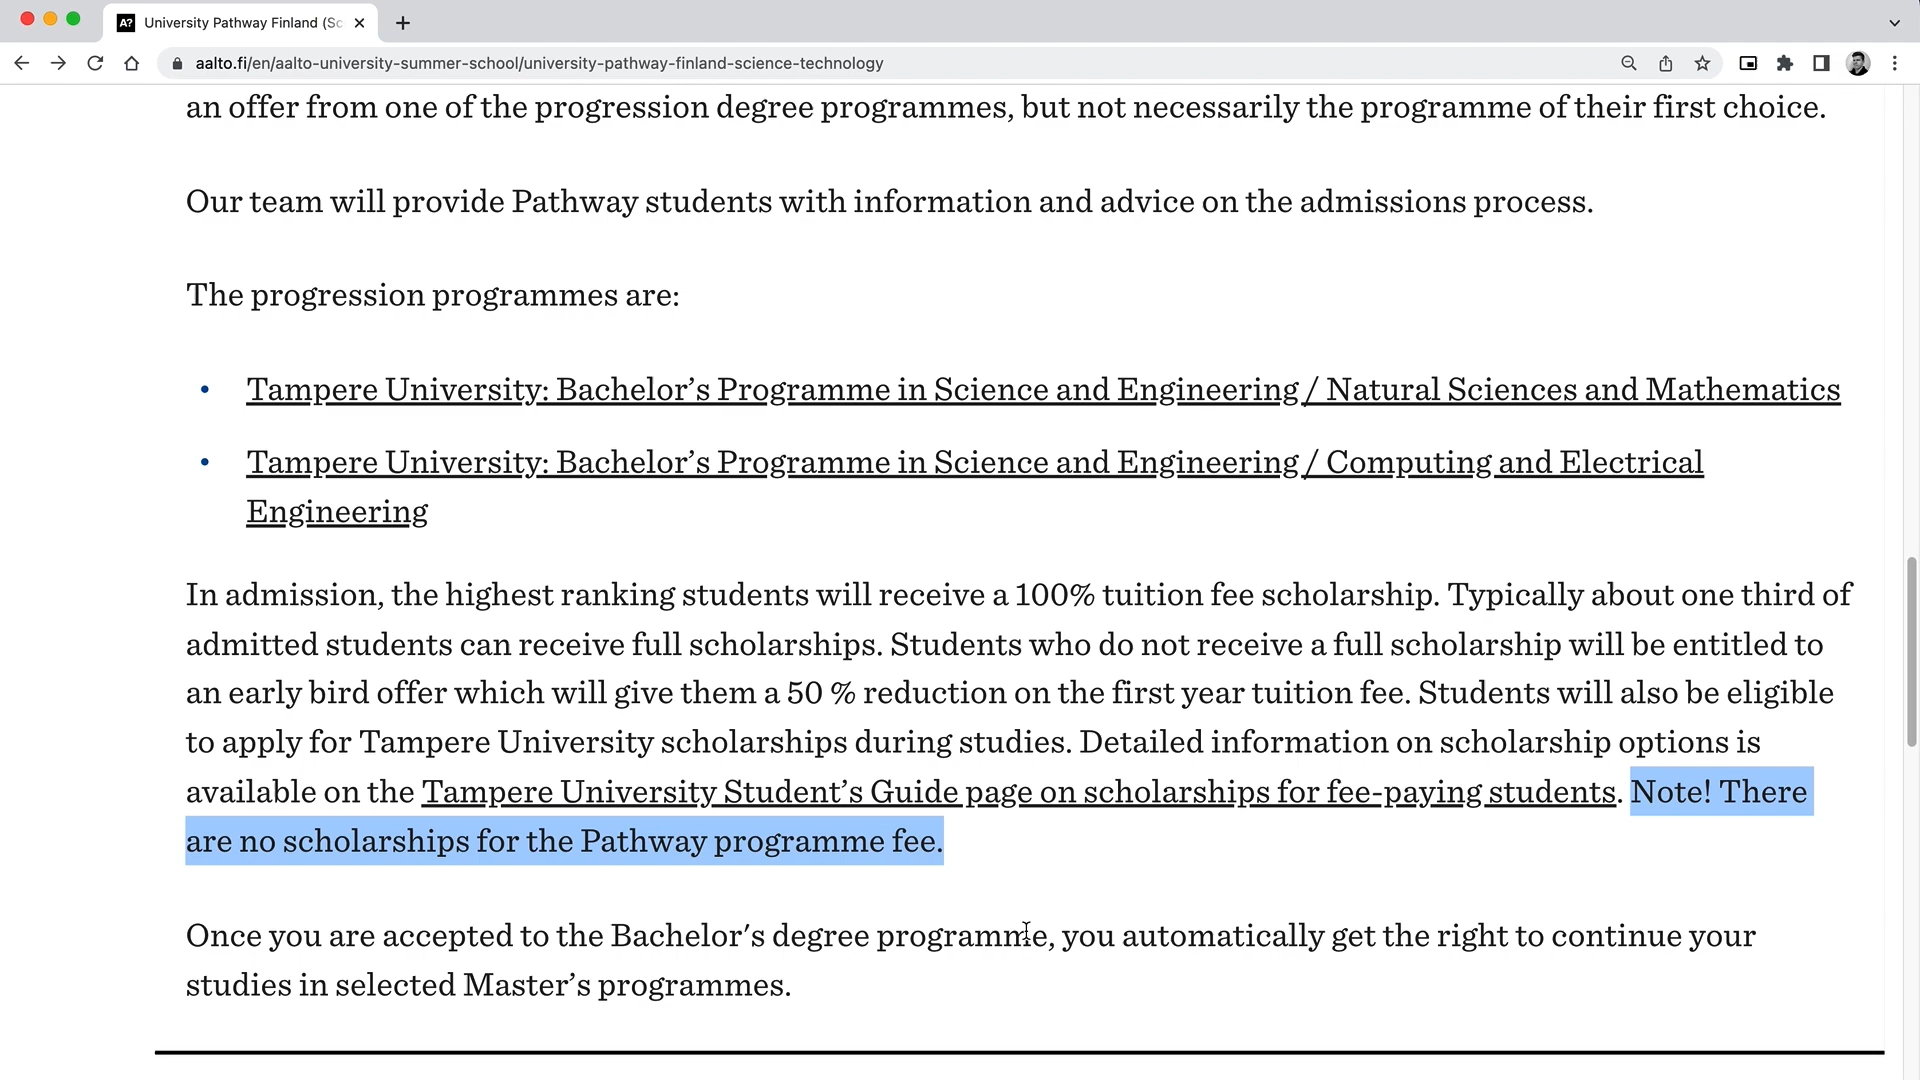 University Pathway Finland (Sc
aalto.fi/en/aalto-university-summer-school/university-pathway-finland-science-technology
an offer from one of the progression degree programmes, but not necessarily the programme of their first choice.
Our team will provide Pathway students with information and advice on the admissions process.
The progression programmes are:
• Tampere University: Bachelor’s Programme in Science and Engineering / Natural Sciences and Mathematics
• Tampere University: Bachelor’s Programme in Science and Engineering / Computing and Electrical
Engineering
In admission, the highest ranking students will receive a 100% tuition fee scholarship. Typically about one third of
admitted students can receive full scholarships. Students who do not receive a full scholarship will be entitled to
an early bird offer which will give them a 50 % reduction on the first year tuition fee. Students will also be eligible
to apply for Tampere University scholarships during studies. Detailed information on scholarship options is
available on the Tampere University Student’s Guide page on scholarships for fee-paying students. Note! There
are no scholarships for the Pathway programme fee.
Once you are accepted to the Bachelor's degree programme, you automatically get the right to continue your
studies in selected Master’s programmes.